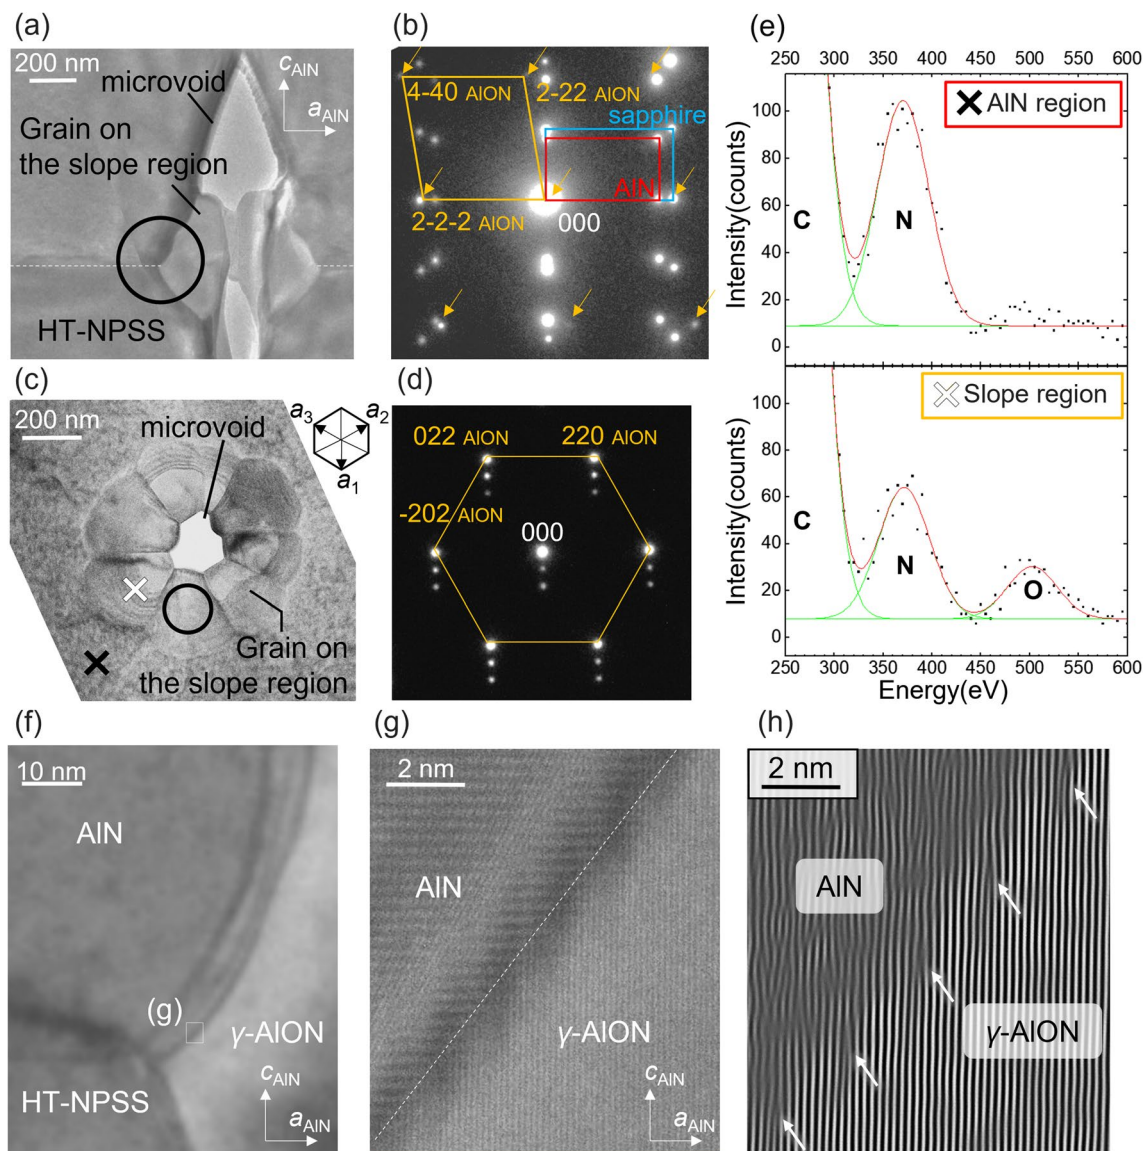 (a)
200 nm
microvoid
Grain on
the slope region
HT-NPSS
cAlN
aAlN
(b)
4-40 AlON
2-22 AlON
sapphire
AlN
2-2-2 AlON
000
(c)
200 nm
microvoid
a3
a2
a1
Grain on
the slope region
(d)
022 AlON
220 AlON
-202 AlON
000
(e)
250 300 350 400 450 500 550 600
Intensity(counts)
100
80
60
40
20
0
AlN region
C
N
Intensity(counts)
100
80
60
40
20
0
Slope region
C
N
O
250 300 350 400 450 500 550 600
Energy(eV)
(f)
10 nm
AlN
(g)
γ-AlON
HT-NPSS
cAlN
aAlN
(g)
2 nm
AlN
γ-AlON
cAlN
aAlN
(h)
2 nm
AlN
γ-AlON